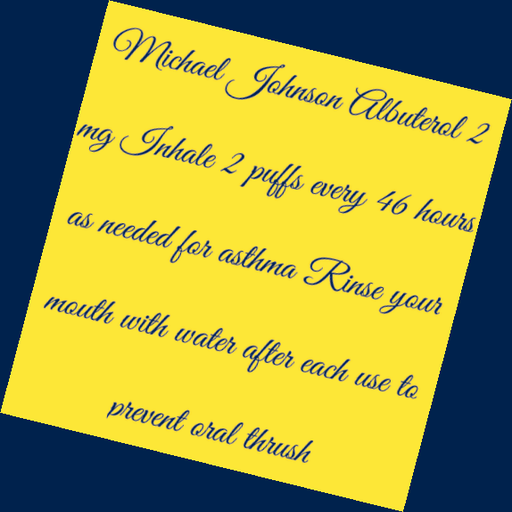 Michael Johnson Albuterol 2
mg Inhale 2 puffs every 46 hours
as needed for asthma Rinse your
mouth with water after each use to
prevent oral thrush